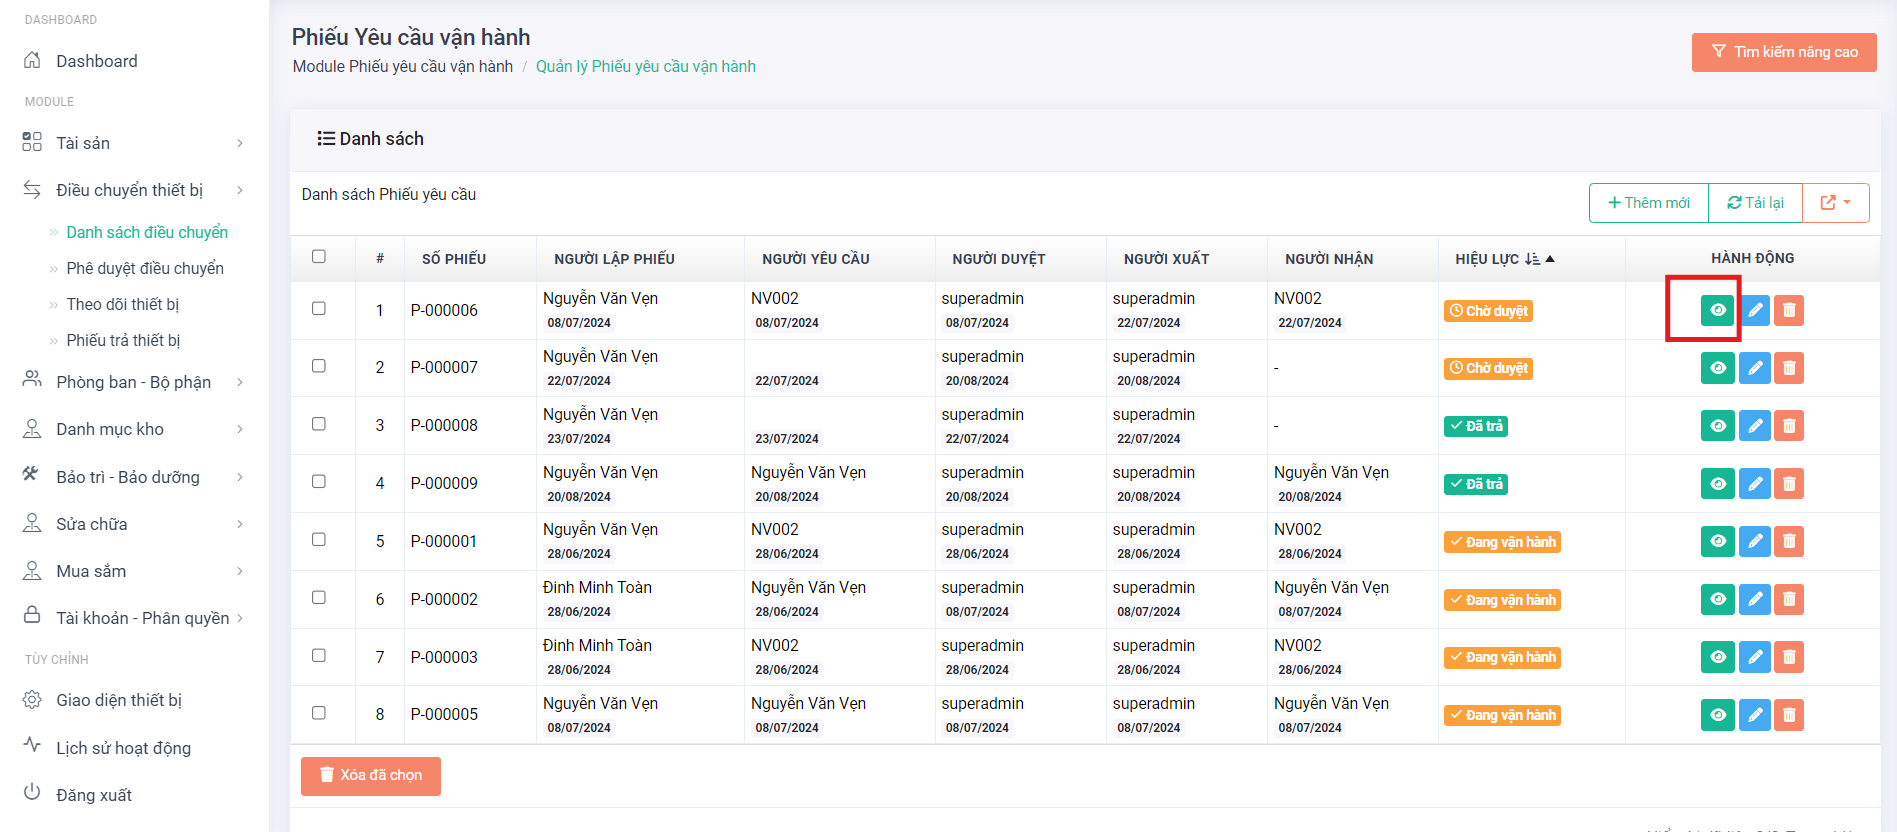 DASHBOARD
Dashboard
MODULE
Tài sản
Điều chuyển thiết bị
Danh sách điều chuyển
Phê duyệt điều chuyển
Theo dõi thiết bị
Phiếu trả thiết bị
Phòng ban - Bộ phận
Danh mục kho
Bảo trì - Bảo dưỡng
Sửa chữa
Mua sắm
Tài khoản - Phân quyền
TÙY CHỈNH
Giao diện thiết bị
Lịch sử hoạt động
Đăng xuất
Phiếu Yêu cầu vận hành
Module Phiếu yêu cầu vận hành / Quản lý Phiếu yêu cầu vận hành
Tìm kiếm nâng cao
Danh sách
Danh sách Phiếu yêu cầu
Thêm mới Tải lại
# SỐ PHIẾU NGƯỜI LẬP PHIẾU NGƯỜI YÊU CẦU NGƯỜI DUYỆT NGƯỜI XUẤT NGƯỜI NHẬN HIỆU LỰC HÀNH ĐỘNG
1 P-000006 Nguyễn Văn Vẹn NV002 superadmin superadmin NV002 Chờ duyệt
08/07/2024 08/07/2024 08/07/2024 22/07/2024 22/07/2024
2 P-000007 Nguyễn Văn Vẹn superadmin superadmin - Chờ duyệt
22/07/2024 22/07/2024 20/08/2024 20/08/2024
3 P-000008 Nguyễn Văn Vẹn superadmin superadmin - Đã trả
23/07/2024 23/07/2024 22/07/2024 22/07/2024
4 P-000009 Nguyễn Văn Vẹn Nguyễn Văn Vẹn superadmin superadmin Nguyễn Văn Vẹn Đã trả
20/08/2024 20/08/2024 20/08/2024 20/08/2024 20/08/2024
5 P-000001 Nguyễn Văn Vẹn NV002 superadmin superadmin NV002 Đang vận hành
28/06/2024 28/06/2024 28/06/2024 28/06/2024 28/06/2024
6 P-000002 Đinh Minh Toàn Nguyễn Văn Vẹn superadmin superadmin Nguyễn Văn Vẹn Đang vận hành
28/06/2024 28/06/2024 08/07/2024 08/07/2024 08/07/2024
7 P-000003 Đinh Minh Toàn NV002 superadmin superadmin NV002 Đang vận hành
28/06/2024 28/06/2024 28/06/2024 28/06/2024 28/06/2024
8 P-000005 Nguyễn Văn Vẹn Nguyễn Văn Vẹn superadmin superadmin Nguyễn Văn Vẹn Đang vận hành
08/07/2024 08/07/2024 08/07/2024 08/07/2024 08/07/2024
Xóa đã chọn